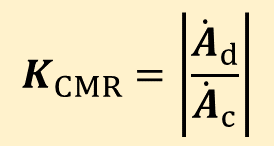 K_CMR = |Ȧ_d / Ȧ_c|